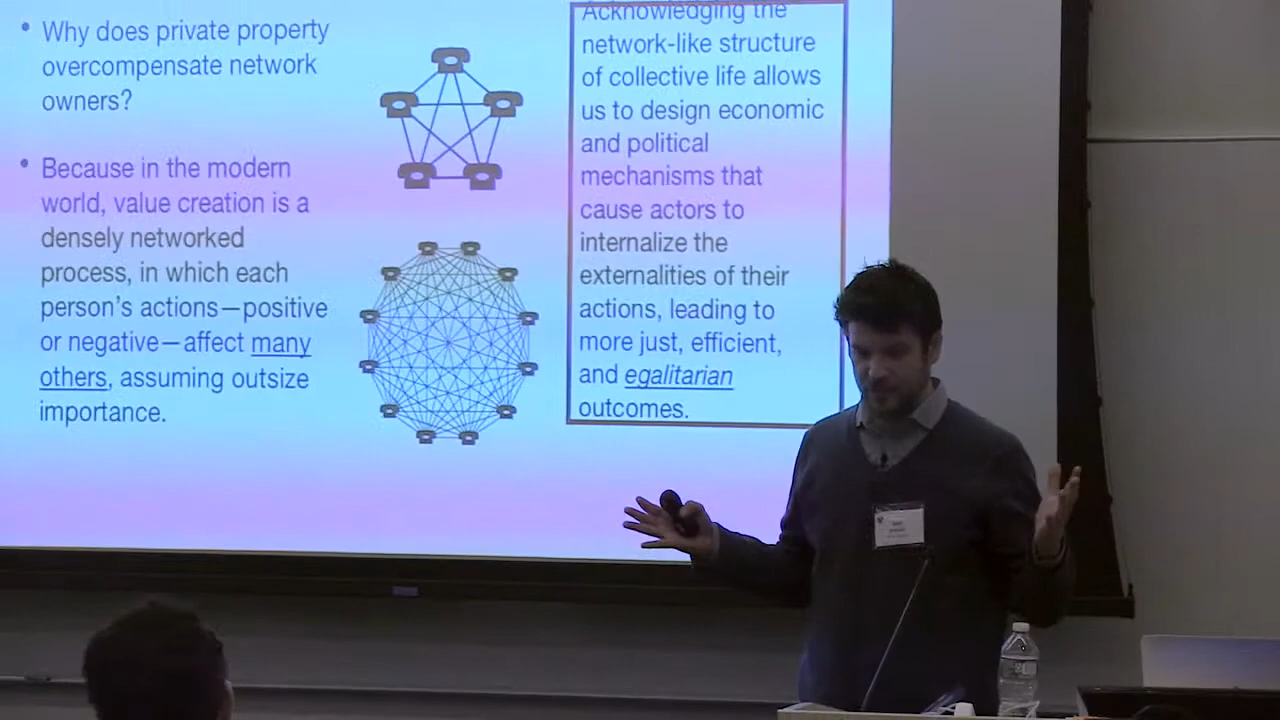 • Why does private property
overcompensate network
owners?
• Because in the modern
world, value creation is a
densely networked
process, in which each
person's actions—positive
or negative—affect many
others, assuming outsize
importance.
Acknowledging the
network-like structure
of collective life allows
us to design economic
and political
mechanisms that
cause actors to
internalize the
externalities of their
actions, leading to
more just, efficient,
and egalitarian
outcomes.